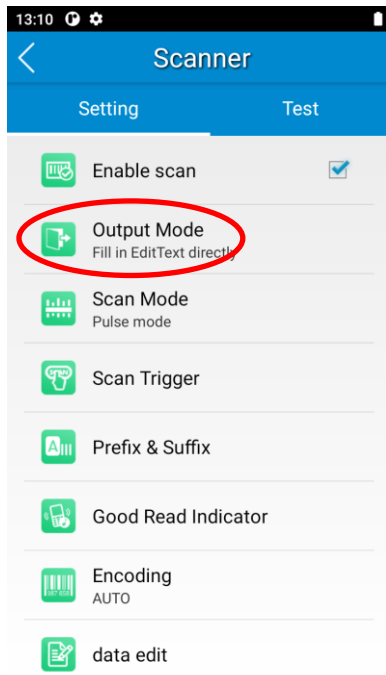 13:10
Scanner
Setting Test
Enable scan
Output Mode
Fill in EditText directly
Scan Mode
Pulse mode
Scan Trigger
Prefix & Suffix
Good Read Indicator
Encoding
AUTO
data edit